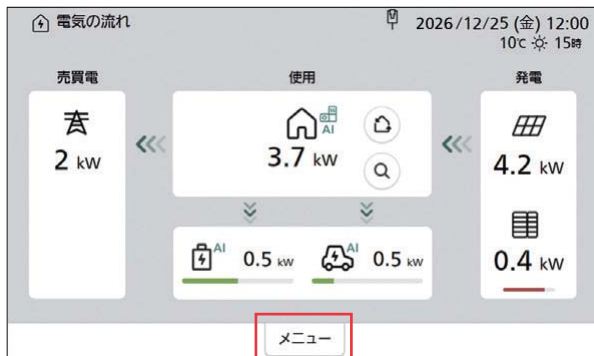 電気の流れ
2026/12/25 (金) 12:00
10℃ 15時
売買電
使用
発電
2 kW
AI
3.7 kW
4.2 kW
AI
0.5 kW
AI
0.5 kW
0.4 kW
メニュー